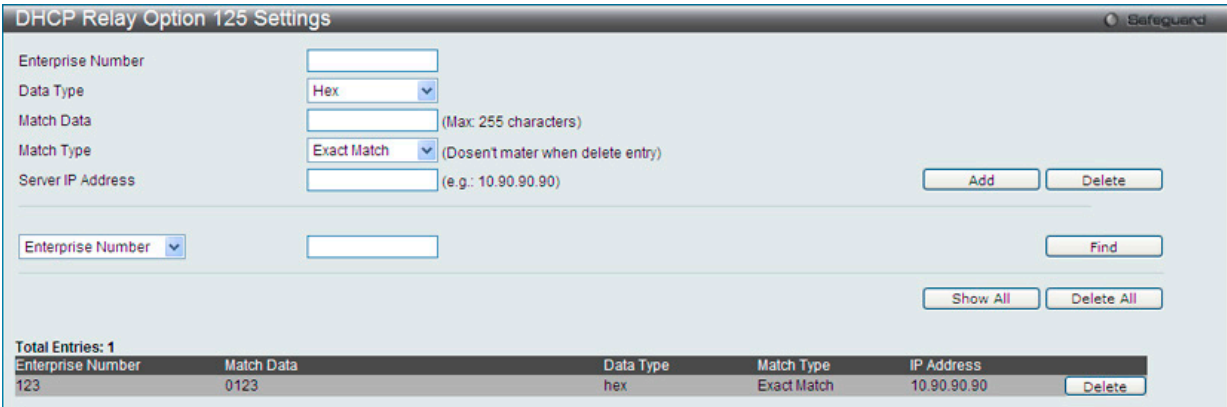 DHCP Relay Option 125 Settings Safeguard
Enterprise Number
Data Type Hex
Match Data (Max: 255 characters)
Match Type Exact Match (Dosen't mater when delete entry)
Server IP Address (e.g.: 10.90.90.90) Add Delete
Enterprise Number Find
Show All Delete All
Total Entries: 1
Enterprise Number Match Data Data Type Match Type IP Address
123 0123 hex Exact Match 10.90.90.90 Delete